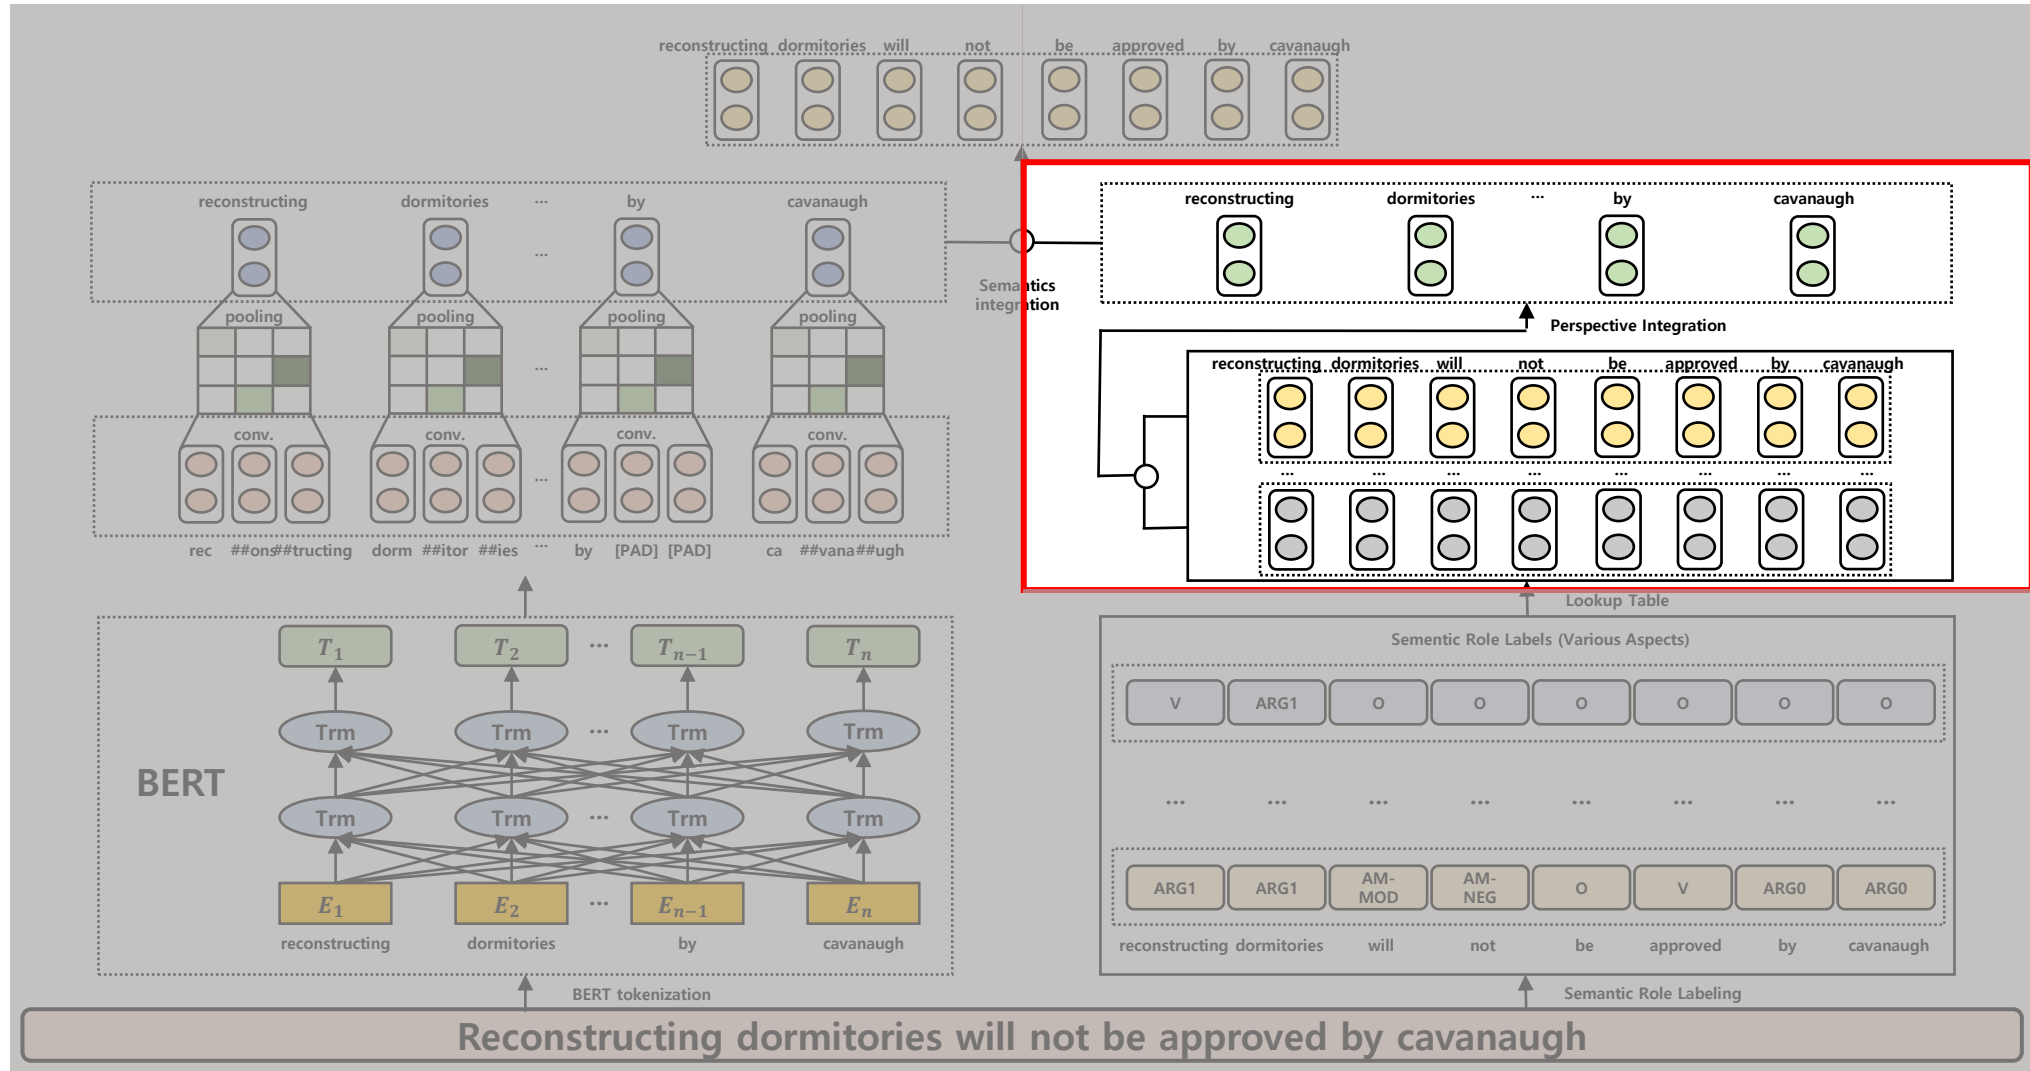 reconstructing dormitories will not be approved by cavanaugh
reconstructing dormitories ... by cavanaugh
...
pooling pooling pooling pooling
...
conv. conv. conv. conv.
...
rec ##ons ##tructing dorm ##itor ##ies ... by [PAD] [PAD] ca ##vana ##ugh
Semantics
integration
reconstructing dormitories ... by cavanaugh
Perspective Integration
reconstructing dormitories will not be approved by cavanaugh
... ... ... ... ... ... ... ...
Lookup Table
T1 T2 ... Tn−1 Tn
Trm Trm ... Trm Trm
BERT
Trm Trm ... Trm Trm
E1 E2 ... En−1 En
reconstructing dormitories by cavanaugh
BERT tokenization
Sementic Role Labels (Various Aspects)
V ARG1 O O O O O O
... ... ... ... ... ... ... ...
ARG1 ARG1 AM-MOD AM-NEG O V ARG0 ARG0
reconstructing dormitories will not be approved by cavanaugh
Semantic Role Labeling
Reconstructing dormitories will not be approved by cavanaugh